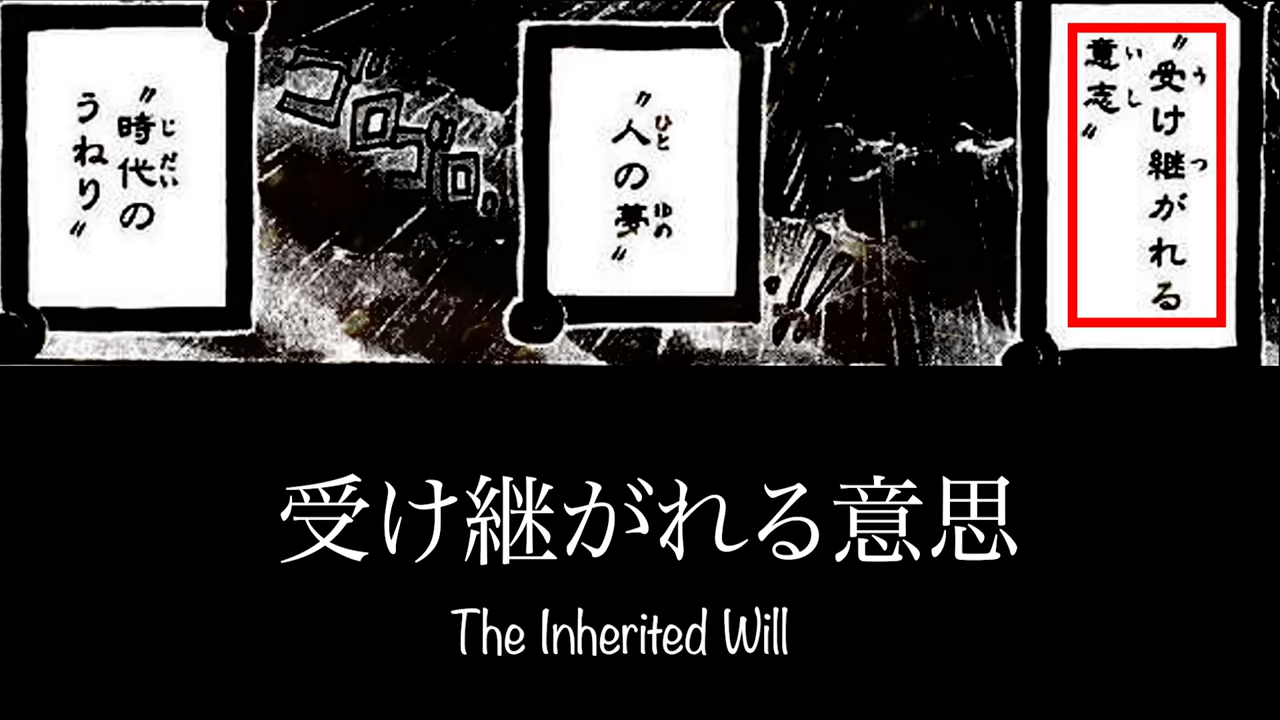 "受け継がれる
意志"
"人の夢"
"時代の
うねり"
ゴロゴロ。
!!
受け継がれる意思
The Inherited Will